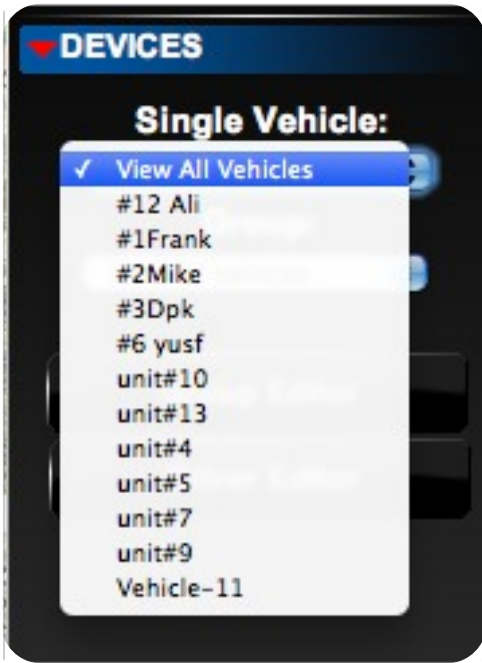 DEVICES
Single Vehicle:
✓ View All Vehicles
#12 Ali
#1Frank
#2Mike
#3Dpk
#6 yusf
unit#10
unit#13
unit#4
unit#5
unit#7
unit#9
Vehicle-11